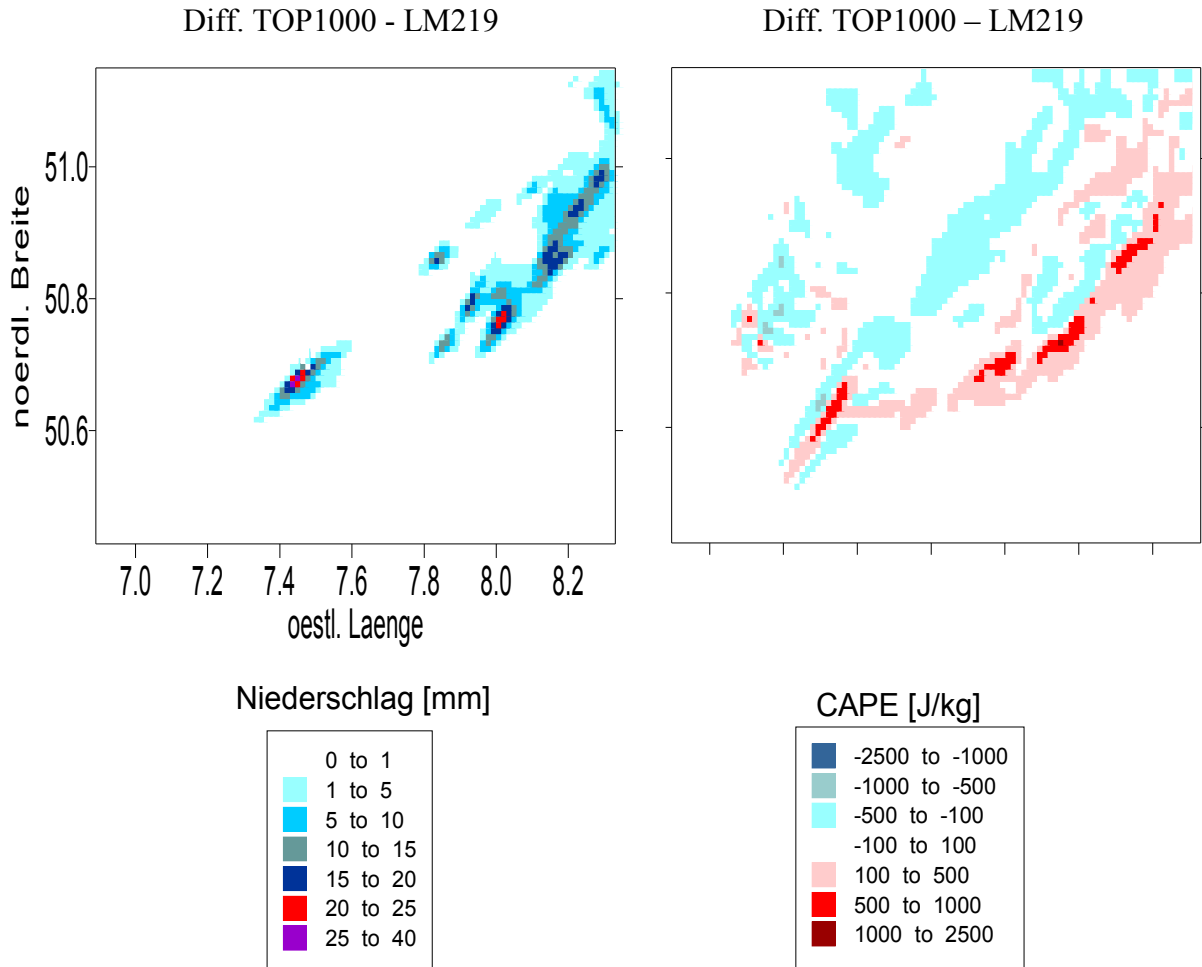 Diff. TOP1000 - LM219
Diff. TOP1000 – LM219
noerdl. Breite
51.0
50.8
50.6
7.0 7.2 7.4 7.6 7.8 8.0 8.2
oestl. Laenge
Niederschlag [mm]
0 to 1
1 to 5
5 to 10
10 to 15
15 to 20
20 to 25
25 to 40
CAPE [J/kg]
-2500 to -1000
-1000 to -500
-500 to -100
-100 to 100
100 to 500
500 to 1000
1000 to 2500